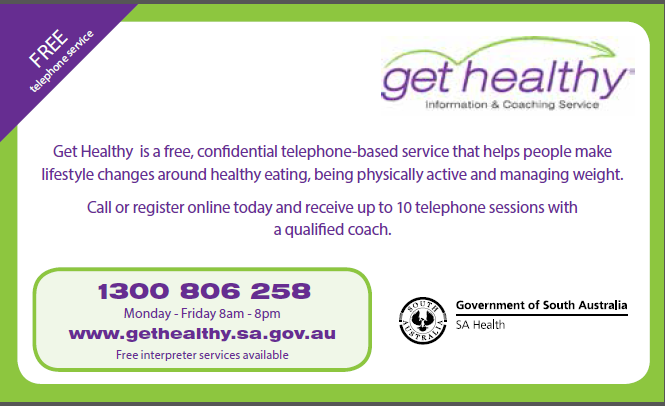 FREE
telephone service
get healthy®
Information & Coaching Service
Get Healthy is a free, confidential telephone-based service that helps people make
lifestyle changes around healthy eating, being physically active and managing weight.
Call or register online today and receive up to 10 telephone sessions with
a qualified coach.
1300 806 258
Monday - Friday 8am - 8pm
www.gethealthy.sa.gov.au
Free interpreter services available
SOUTH AUSTRALIA
Government of South Australia
SA Health